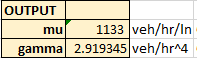 OUTPUT
mu 1133 veh/hr/ln
gamma 2.919345 veh/hr^4